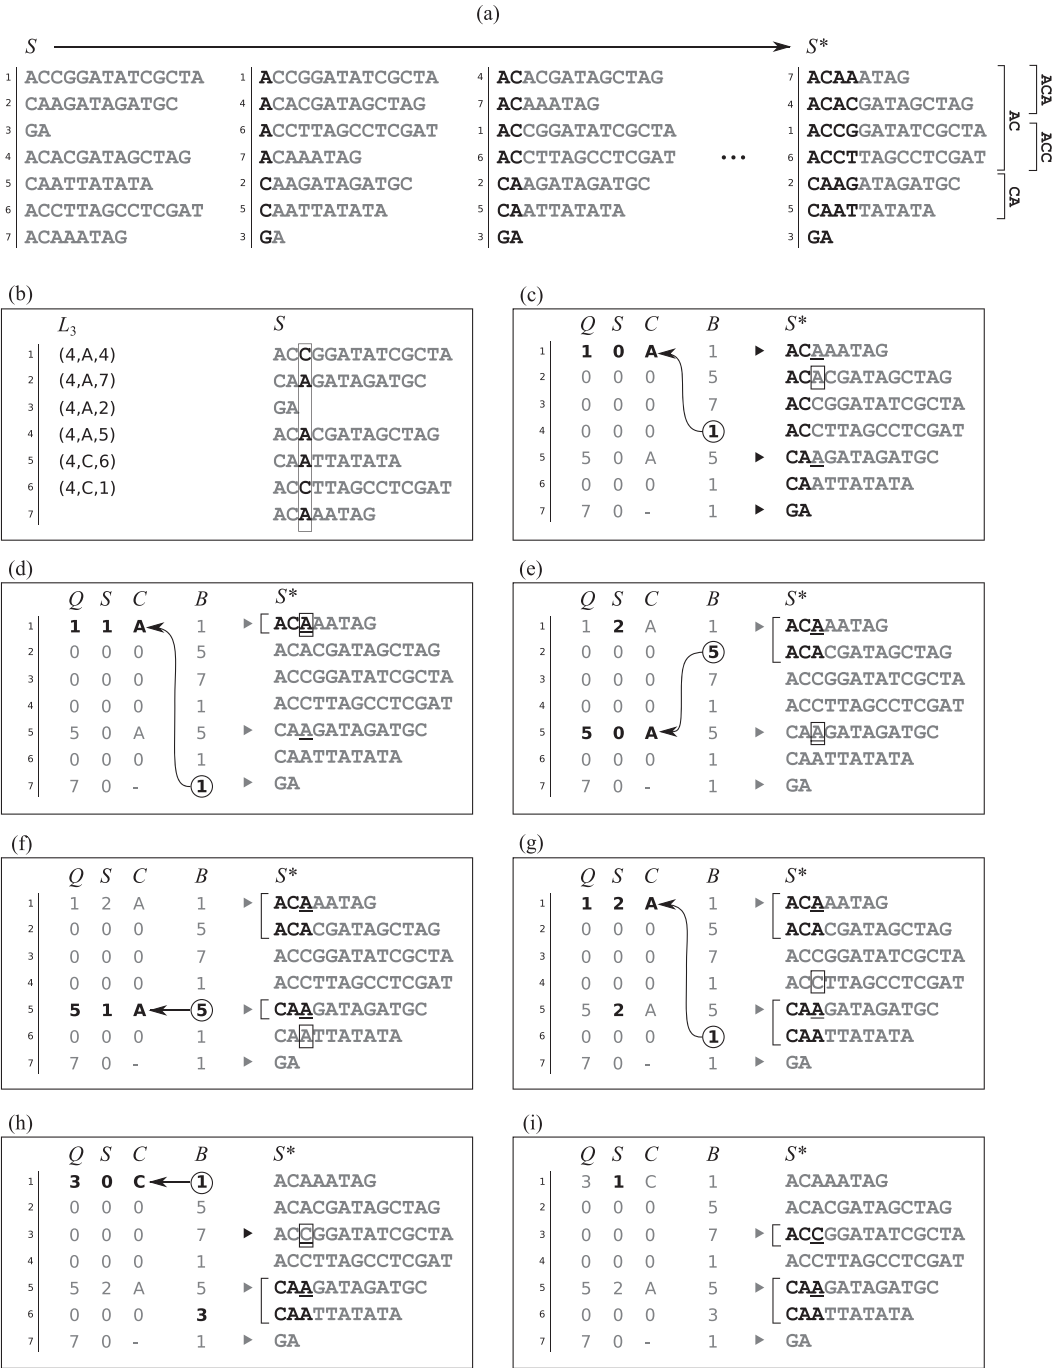 (a)
S S*
1 ACCGGATATCGCTA 1 ACCGGATATCGCTA 4 ACACGATAGCTAG 7 ACAAATAG
2 CAAGATAGATGC 4 ACACGATAGCTAG 7 ACAAATAG 4 ACACGATAGCTAG
3 GA 6 ACCTTAGCCTCGAT 1 ACCGGATATCGCTA 1 ACCGGATATCGCTA
4 ACACGATAGCTAG 7 ACAAATAG 6 ACCTTAGCCTCGAT ... 6 ACCTTAGCCTCGAT
5 CAATTATATA 2 CAAGATAGATGC 2 CAAGATAGATGC 2 CAAGATAGATGC
6 ACCTTAGCCTCGAT 5 CAATTATATA 5 CAATTATATA 5 CAATTATATA
7 ACAAATAG 3 GA 3 GA 3 GA
AC ACA ACC CA
(b)
L3 S
1 (4,A,4) ACCGGATATCGCTA
2 (4,A,7) CAAGATAGATGC
3 (4,A,2) GA
4 (4,A,5) ACACGATAGCTAG
5 (4,C,6) CAATTATATA
6 (4,C,1) ACCTTAGCCTCGAT
7 ACAAATAG
(c)
Q S C B S*
1 1 0 A 1 ACAAATAG
2 0 0 0 5 ACACGATAGCTAG
3 0 0 0 7 ACCGGATATCGCTA
4 0 0 0 1 ACCTTAGCCTCGAT
5 5 0 A 5 CAAGATAGATGC
6 0 0 0 1 CAATTATATA
7 7 0 - 1 GA
(d)
Q S C B S*
1 1 1 A 1 ACAAATAG
2 0 0 0 5 ACACGATAGCTAG
3 0 0 0 7 ACCGGATATCGCTA
4 0 0 0 1 ACCTTAGCCTCGAT
5 5 0 A 5 CAAGATAGATGC
6 0 0 0 1 CAATTATATA
7 7 0 - 1 GA
(e)
Q S C B S*
1 1 2 A 1 ACAAATAG
2 0 0 0 5 ACACGATAGCTAG
3 0 0 0 7 ACCGGATATCGCTA
4 0 0 0 1 ACCTTAGCCTCGAT
5 5 0 A 5 CAAGATAGATGC
6 0 0 0 1 CAATTATATA
7 7 0 - 1 GA
(f)
Q S C B S*
1 1 2 A 1 ACAAATAG
2 0 0 0 5 ACACGATAGCTAG
3 0 0 0 7 ACCGGATATCGCTA
4 0 0 0 1 ACCTTAGCCTCGAT
5 5 1 A 5 CAAGATAGATGC
6 0 0 0 1 CAATTATATA
7 7 0 - 1 GA
(g)
Q S C B S*
1 1 2 A 1 ACAAATAG
2 0 0 0 5 ACACGATAGCTAG
3 0 0 0 7 ACCGGATATCGCTA
4 0 0 0 1 ACCTTAGCCTCGAT
5 5 2 A 5 CAAGATAGATGC
6 0 0 0 1 CAATTATATA
7 7 0 - 1 GA
(h)
Q S C B S*
1 3 0 C 1 ACAAATAG
2 0 0 0 5 ACACGATAGCTAG
3 0 0 0 7 ACCGGATATCGCTA
4 0 0 0 1 ACCTTAGCCTCGAT
5 5 2 A 5 CAAGATAGATGC
6 0 0 0 3 CAATTATATA
7 7 0 - 1 GA
(i)
Q S C B S*
1 3 1 C 1 ACAAATAG
2 0 0 0 5 ACACGATAGCTAG
3 0 0 0 7 ACCGGATATCGCTA
4 0 0 0 1 ACCTTAGCCTCGAT
5 5 2 A 5 CAAGATAGATGC
6 0 0 0 3 CAATTATATA
7 7 0 - 1 GA